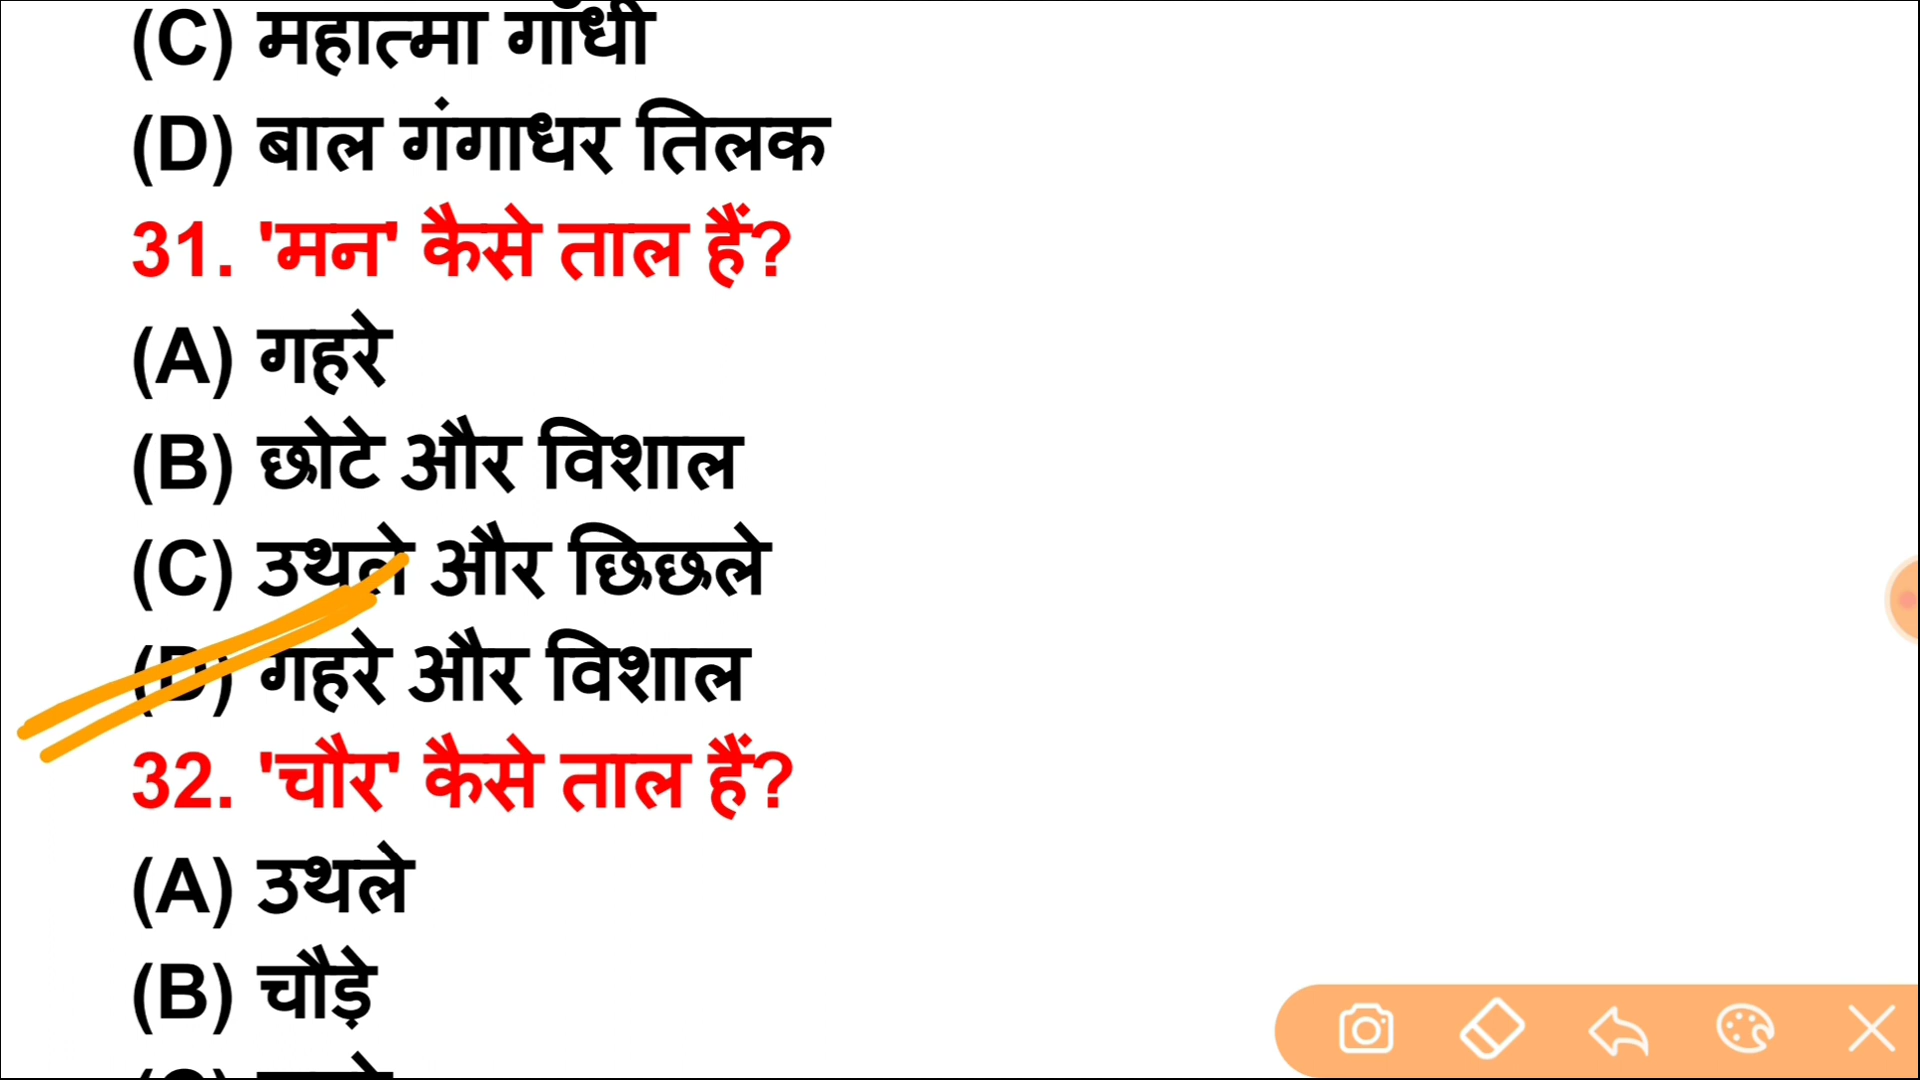 (C) महात्मा गाँधी
(D) बाल गंगाधर तिलक
31. 'मन' कैसे ताल हैं?
(A) गहरे
(B) छोटे और विशाल
(C) उथले और छिछले
(D) गहरे और विशाल
32. 'चौर' कैसे ताल हैं?
(A) उथले
(B) चौड़े